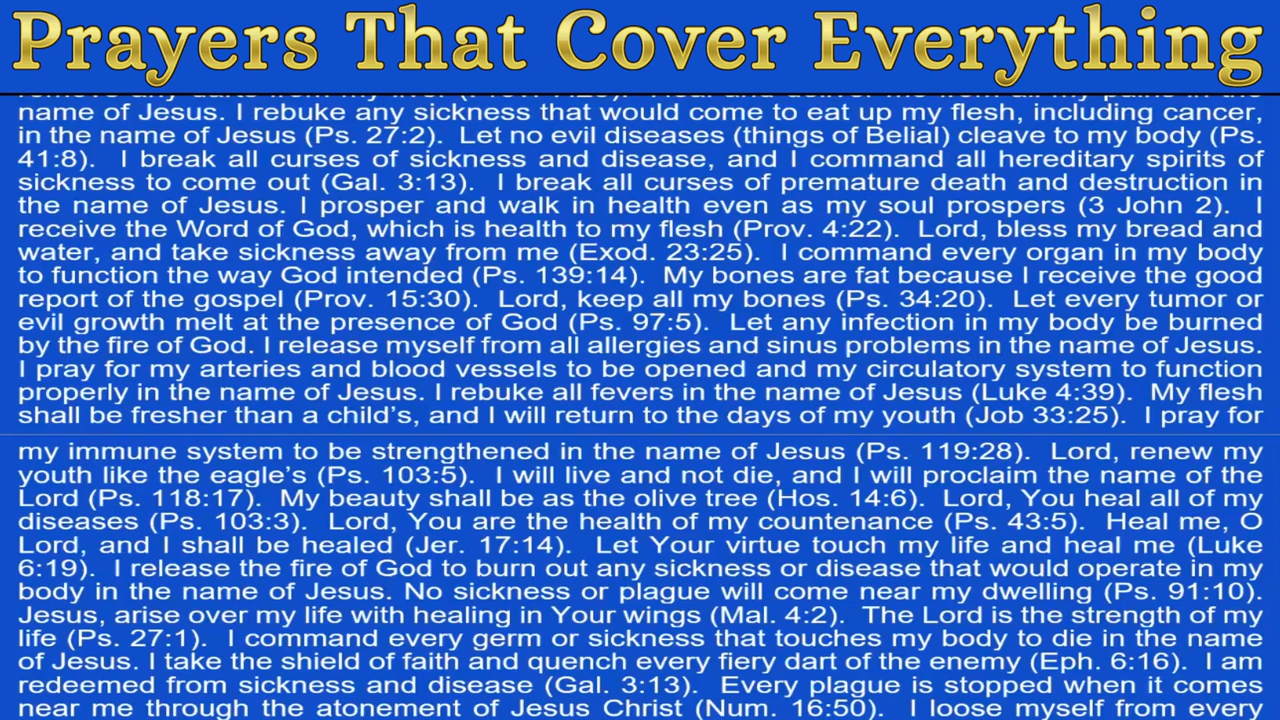 Prayers That Cover Everything
name of Jesus. I rebuke any sickness that would come to eat up my flesh, including cancer,
in the name of Jesus (Ps. 27:2). Let no evil diseases (things of Belial) cleave to my body (Ps.
41:8). I break all curses of sickness and disease, and I command all hereditary spirits of
sickness to come out (Gal. 3:13). I break all curses of premature death and destruction in
the name of Jesus. I prosper and walk in health even as my soul prospers (3 John 2). I
receive the Word of God, which is health to my flesh (Prov. 4:22). Lord, bless my bread and
water, and take sickness away from me (Exod. 23:25). I command every organ in my body
to function the way God intended (Ps. 139:14). My bones are fat because I receive the good
report of the gospel (Prov. 15:30). Lord, keep all my bones (Ps. 34:20). Let every tumor or
evil growth melt at the presence of God (Ps. 97:5). Let any infection in my body be burned
by the fire of God. I release myself from all allergies and sinus problems in the name of Jesus.
I pray for my arteries and blood vessels to be opened and my circulatory system to function
properly in the name of Jesus. I rebuke all fevers in the name of Jesus (Luke 4:39). My flesh
shall be fresher than a child’s, and I will return to the days of my youth (Job 33:25). I pray for
my immune system to be strengthened in the name of Jesus (Ps. 119:28). Lord, renew my
youth like the eagle’s (Ps. 103:5). I will live and not die, and I will proclaim the name of the
Lord (Ps. 118:17). My beauty shall be as the olive tree (Hos. 14:6). Lord, You heal all of my
diseases (Ps. 103:3). Lord, You are the health of my countenance (Ps. 43:5). Heal me, O
Lord, and I shall be healed (Jer. 17:14). Let Your virtue touch my life and heal me (Luke
6:19). I release the fire of God to burn out any sickness or disease that would operate in my
body in the name of Jesus. No sickness or plague will come near my dwelling (Ps. 91:10).
Jesus, arise over my life with healing in Your wings (Mal. 4:2). The Lord is the strength of my
life (Ps. 27:1). I command every germ or sickness that touches my body to die in the name
of Jesus. I take the shield of faith and quench every fiery dart of the enemy (Eph. 6:16). I am
redeemed from sickness and disease (Gal. 3:13). Every plague is stopped when it comes
near me through the atonement of Jesus Christ (Num. 16:50). I loose myself from every